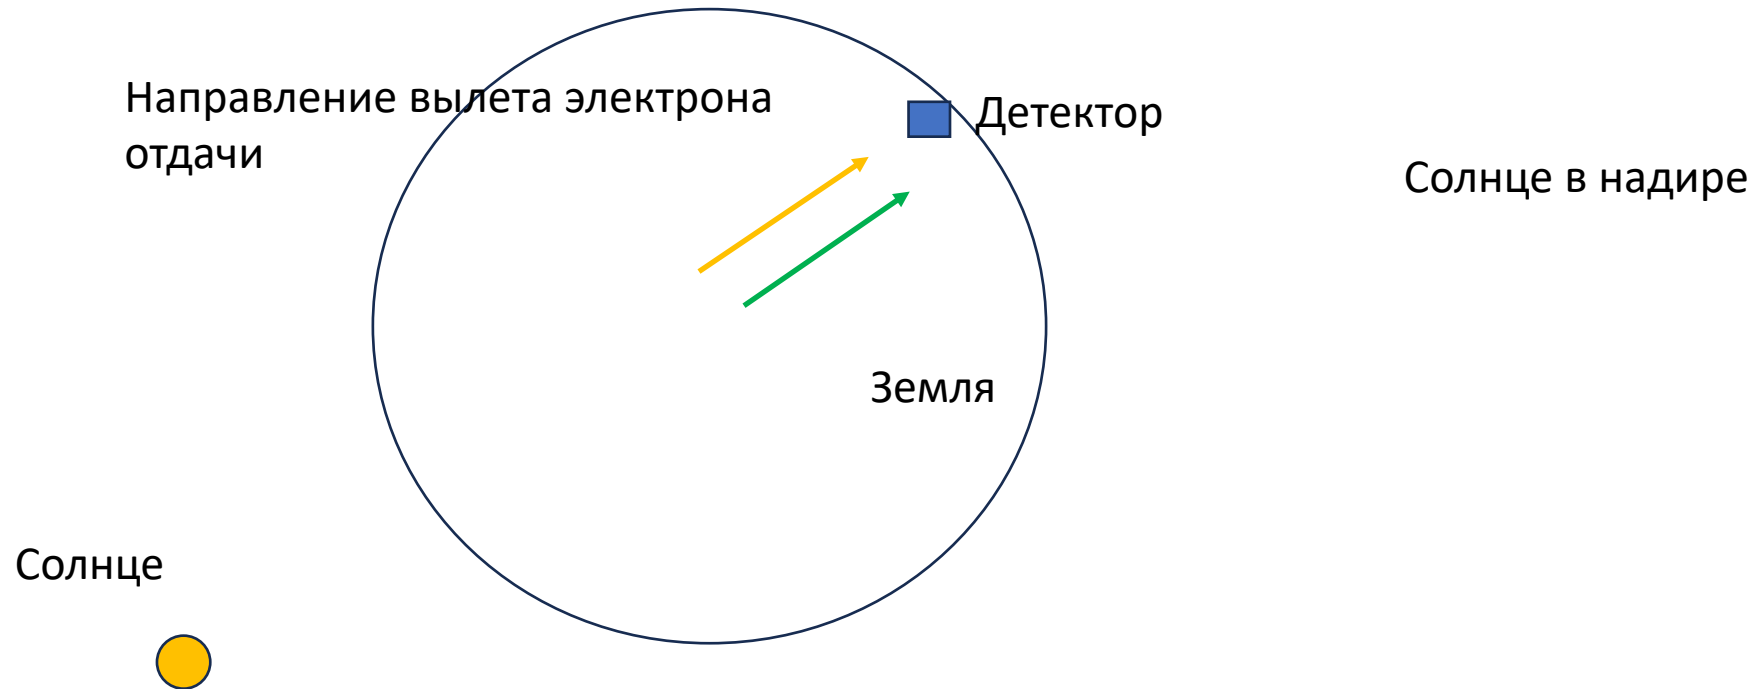 Направление вылета электрона
отдачи
Детектор
Солнце в надире
Земля
Солнце